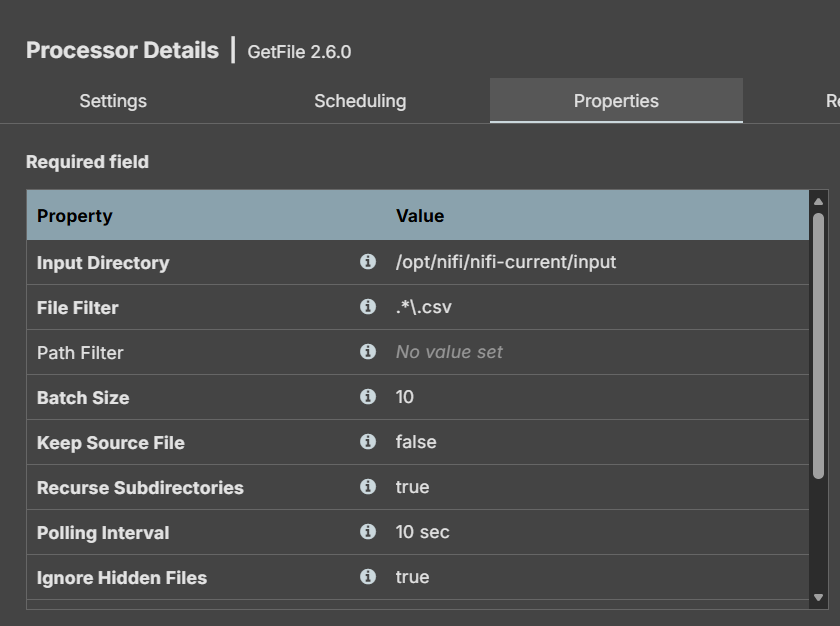 Processor Details | GetFile 2.6.0
Settings Scheduling Properties
Required field
Property Value
Input Directory /opt/nifi/nifi-current/input
File Filter .*\.csv
Path Filter No value set
Batch Size 10
Keep Source File false
Recurse Subdirectories true
Polling Interval 10 sec
Ignore Hidden Files true